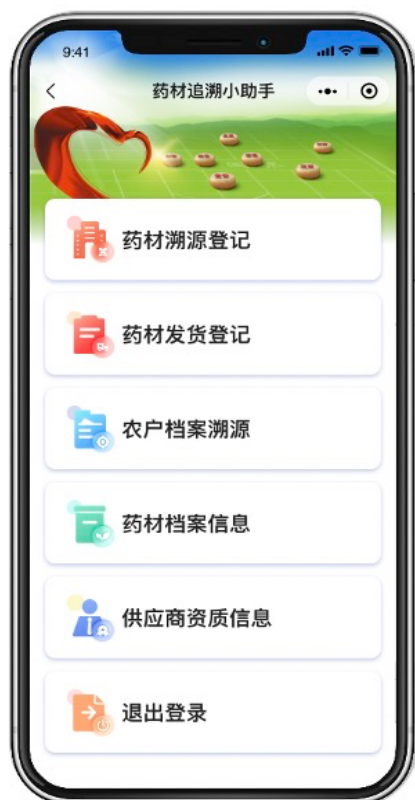 9:41
药材追溯小助手
药材溯源登记
药材发货登记
农户档案溯源
药材档案信息
供应商资质信息
退出登录